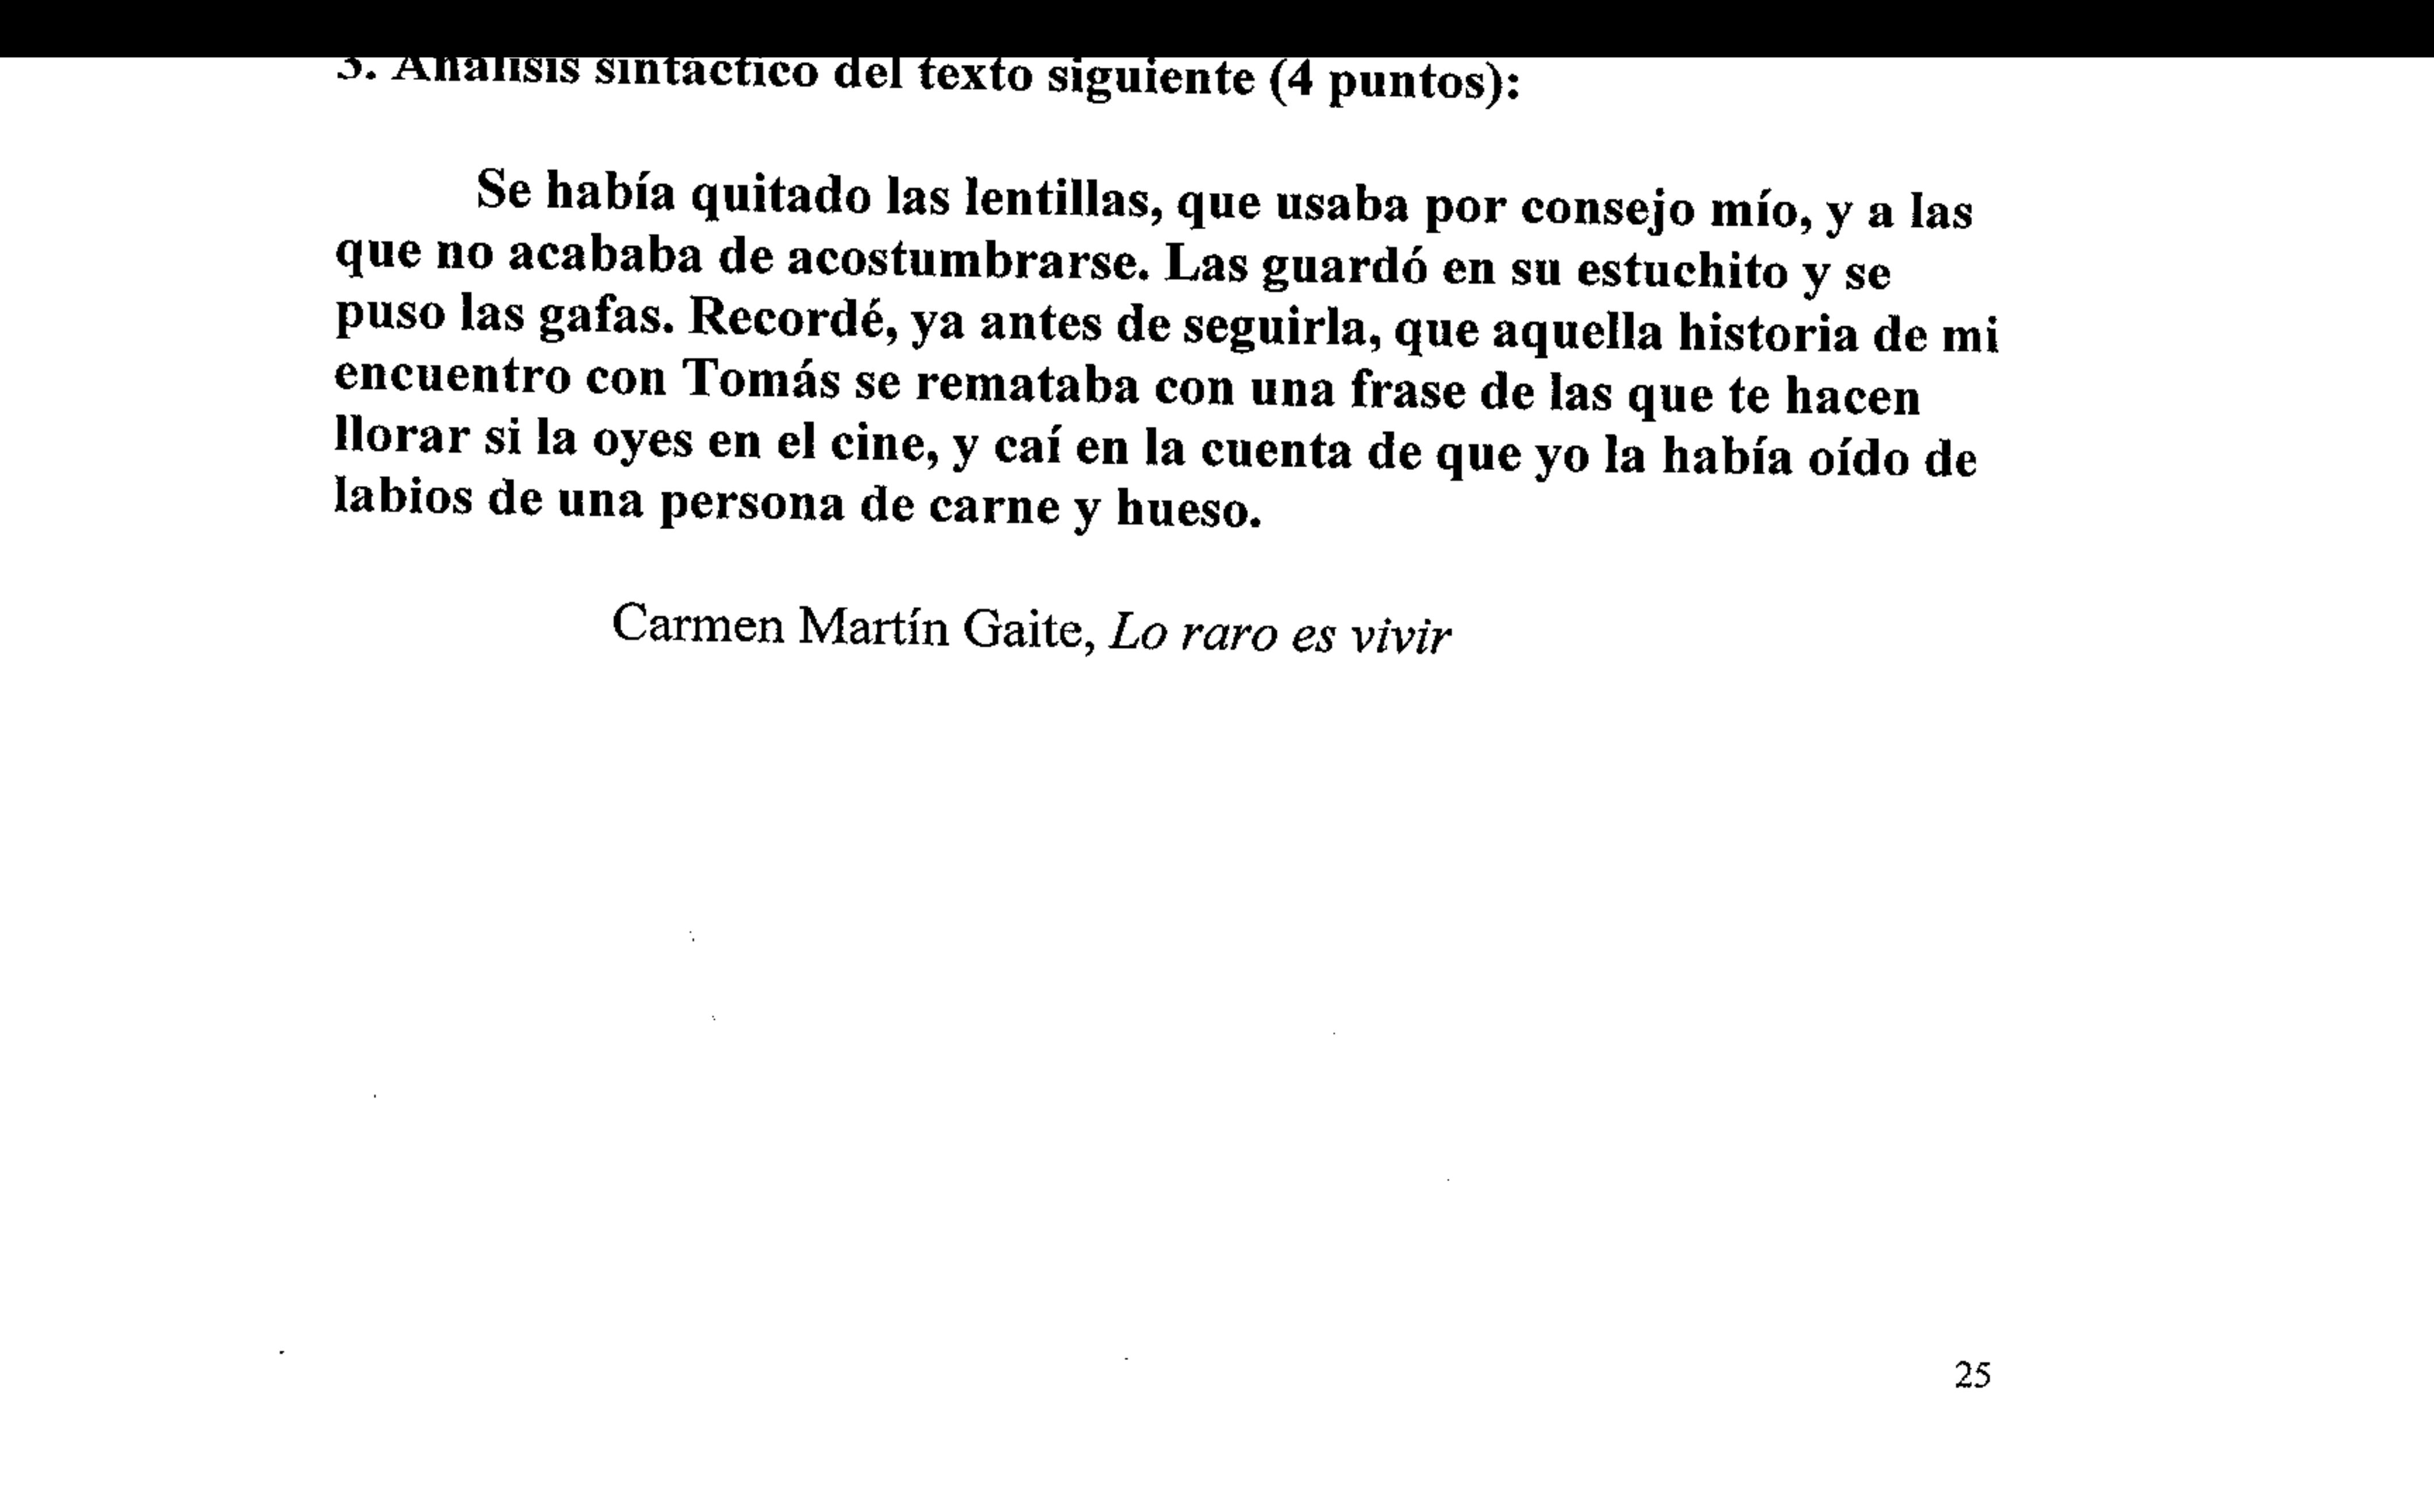 3. Análisis sintáctico del texto siguiente (4 puntos):
Se había quitado las lentillas, que usaba por consejo mío, y a las
que no acababa de acostumbrarse. Las guardó en su estuchito y se
puso las gafas. Recordé, ya antes de seguirla, que aquella historia de mi
encuentro con Tomás se remataba con una frase de las que te hacen
llorar si la oyes en el cine, y caí en la cuenta de que yo la había oído de
labios de una persona de carne y hueso.
Carmen Martín Gaite, Lo raro es vivir
25